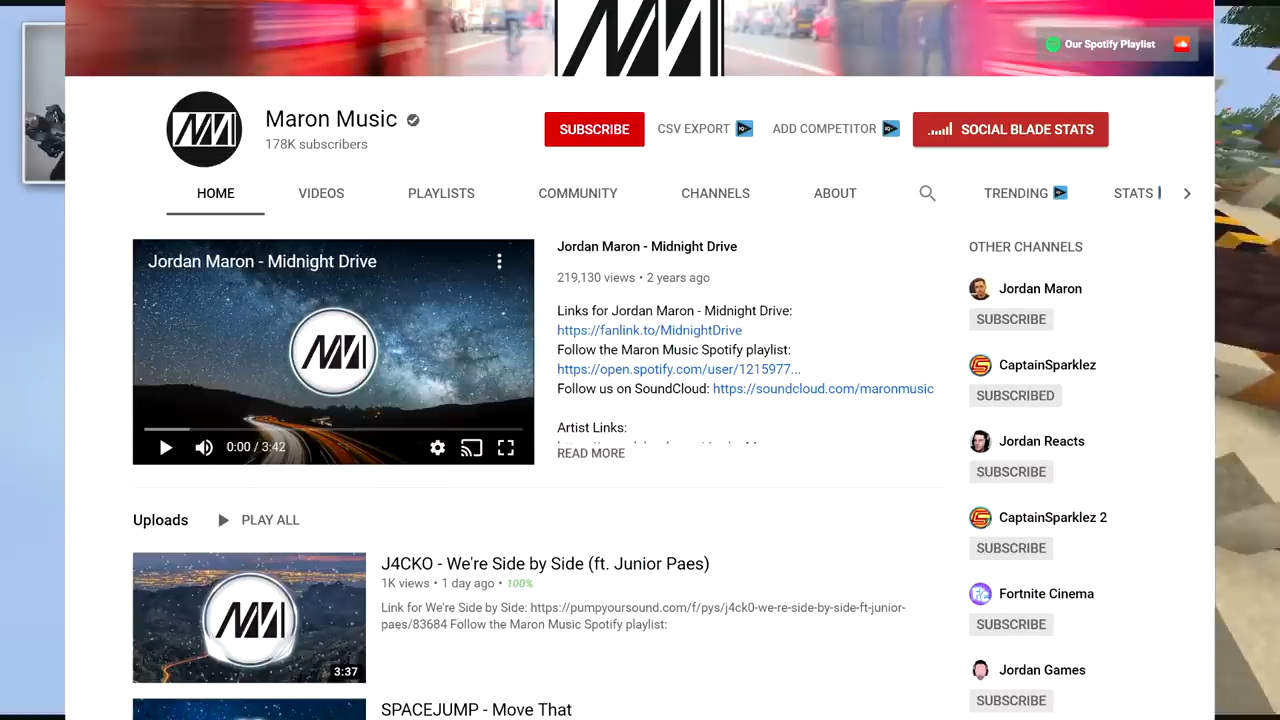 Our Spotify Playlist
Maron Music
178K subscribers
SUBSCRIBE
CSV EXPORT
ADD COMPETITOR
SOCIAL BLADE STATS
HOME
VIDEOS
PLAYLISTS
COMMUNITY
CHANNELS
ABOUT
TRENDING
STATS
Jordan Maron - Midnight Drive
0:00 / 3:42
Jordan Maron - Midnight Drive
219,130 views • 2 years ago
Links for Jordan Maron - Midnight Drive:
https://fanlink.to/MidnightDrive
Follow the Maron Music Spotify playlist:
https://open.spotify.com/user/1215977...
Follow us on SoundCloud: https://soundcloud.com/maronmusic
Artist Links:
READ MORE
OTHER CHANNELS
Jordan Maron
SUBSCRIBE
CaptainSparklez
SUBSCRIBED
Jordan Reacts
SUBSCRIBE
CaptainSparklez 2
SUBSCRIBE
Fortnite Cinema
SUBSCRIBE
Jordan Games
SUBSCRIBE
Uploads
PLAY ALL
J4CKO - We're Side by Side (ft. Junior Paes)
1K views • 1 day ago • 100%
Link for We're Side by Side: https://pumpyoursound.com/f/pys/j4ck0-we-re-side-by-side-ft-junior-
paes/83684 Follow the Maron Music Spotify playlist:
3:37
SPACEJUMP - Move That